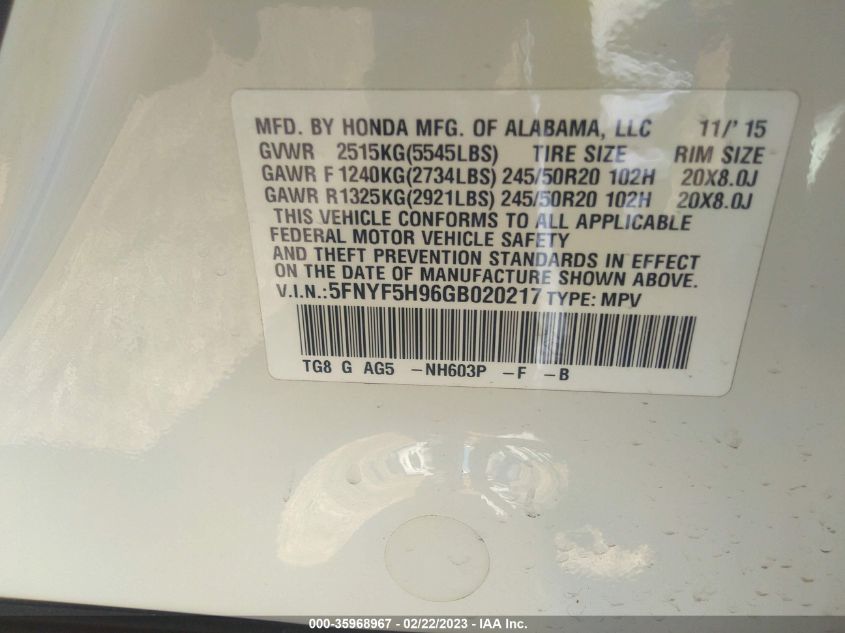 MFD. BY HONDA MFG. OF ALABAMA, LLC 11/' 15
GVWR 2515KG(5545LBS) TIRE SIZE RIM SIZE
GAWR F 1240KG(2734LBS) 245/50R20 102H 20X8.0J
GAWR R1325KG(2921LBS) 245/50R20 102H 20X8.0J
THIS VEHICLE CONFORMS TO ALL APPLICABLE
FEDERAL MOTOR VEHICLE SAFETY
AND THEFT PREVENTION STANDARDS IN EFFECT
ON THE DATE OF MANUFACTURE SHOWN ABOVE.
V.I.N.:5FNYF5H96GB020217 TYPE: MPV
TG8 G AG5 -NH603P -F -B
000-35968967 - 02/22/2023 - IAA Inc.